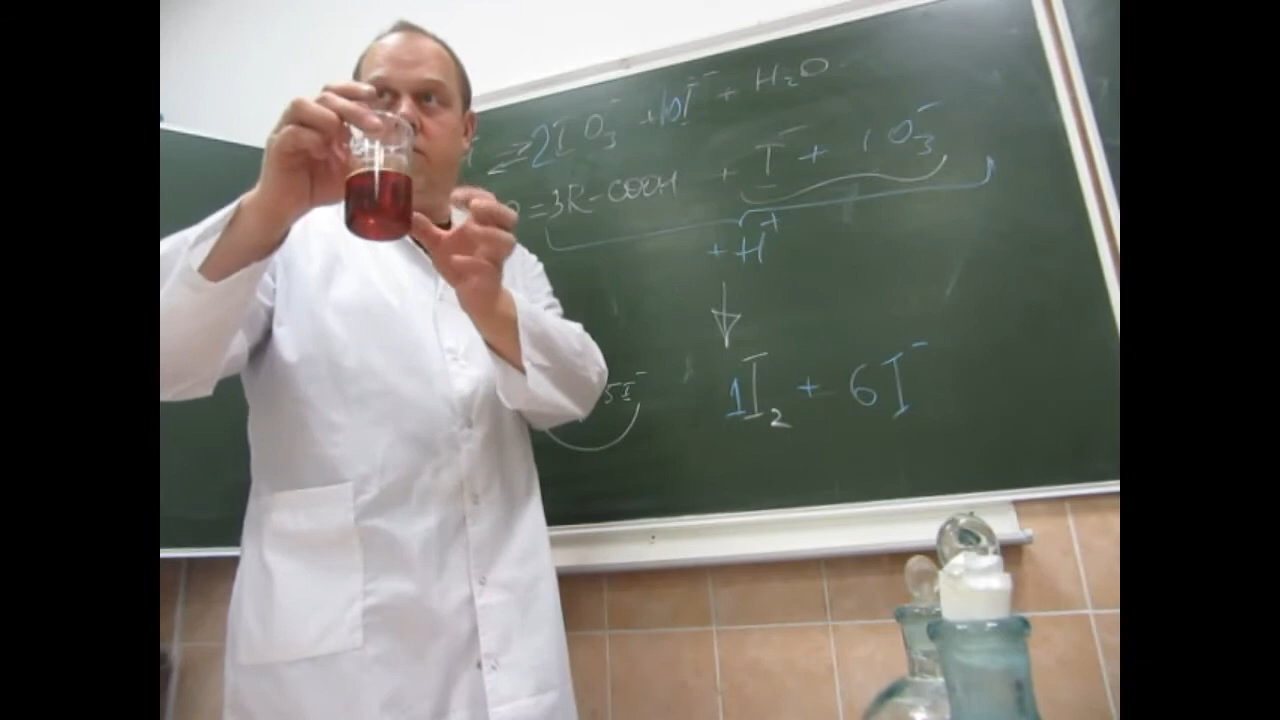 ⇌ 2IO₃⁻ + 10I⁻ + H₂O
= 3R-COOH + I⁻ + IO₃⁻
+ H⁺
↓
5I⁻ 1I₂ + 6I⁻